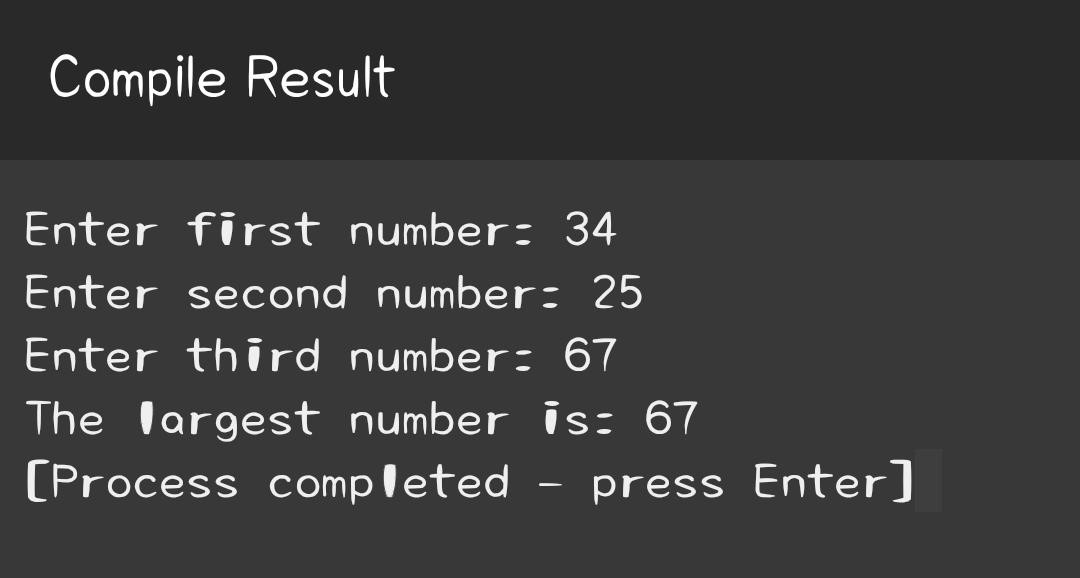 Compile Result
Enter first number: 34
Enter second number: 25
Enter third number: 67
The largest number is: 67
[Process completed - press Enter]